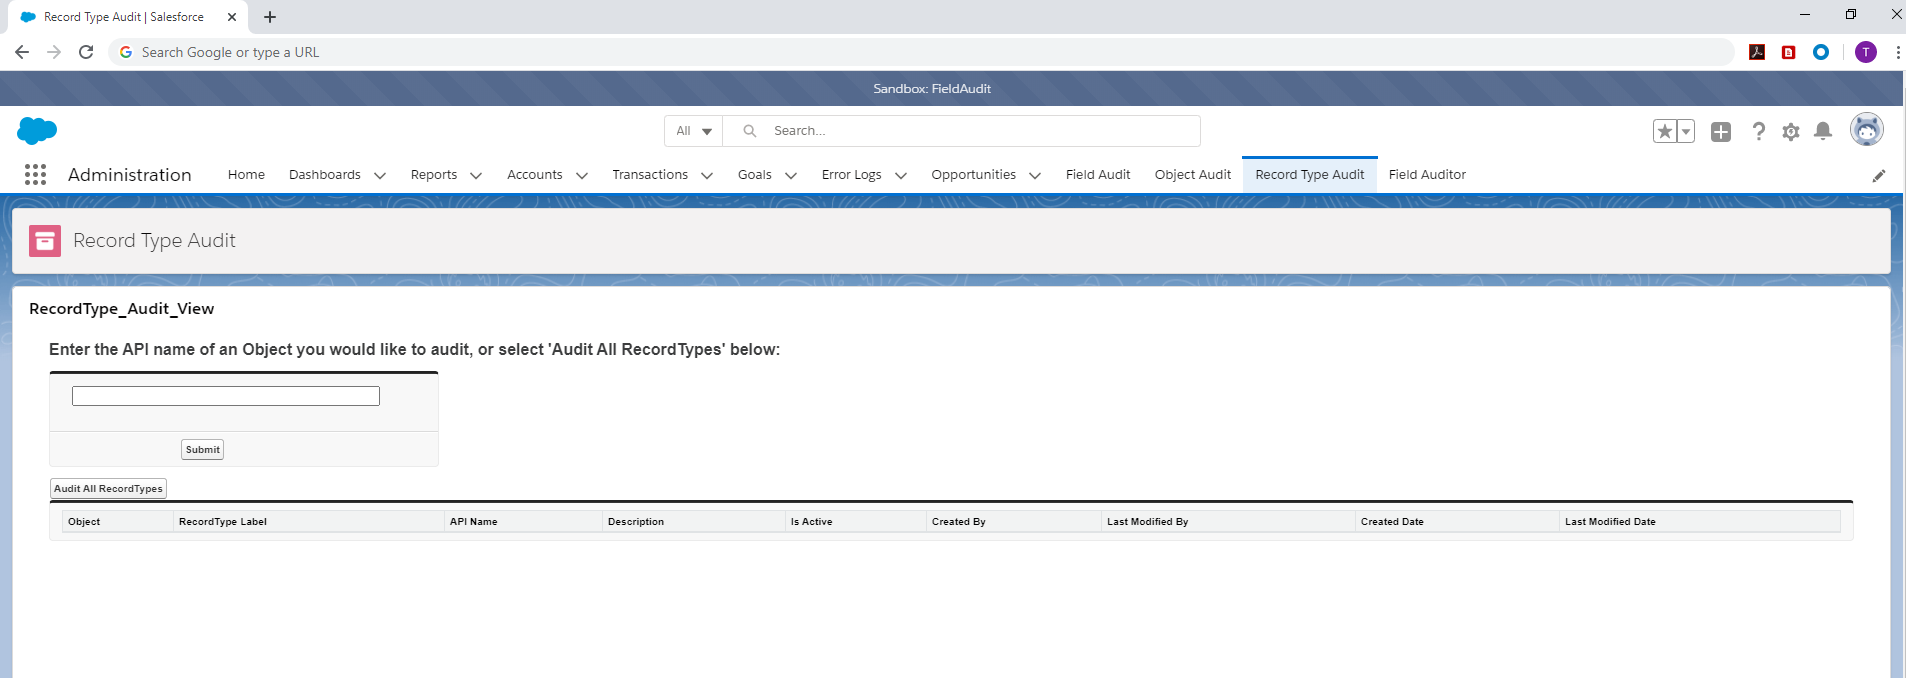 Record Type Audit | Salesforce
Search Google or type a URL
T
Sandbox: FieldAudit
All
Search...
Administration
Home Dashboards Reports Accounts Transactions Goals Error Logs Opportunities Field Audit Object Audit Record Type Audit Field Auditor
Record Type Audit
RecordType_Audit_View
Enter the API name of an Object you would like to audit, or select 'Audit All RecordTypes' below:
Submit
Audit All RecordTypes
Object RecordType Label API Name Description Is Active Created By Last Modified By Created Date Last Modified Date